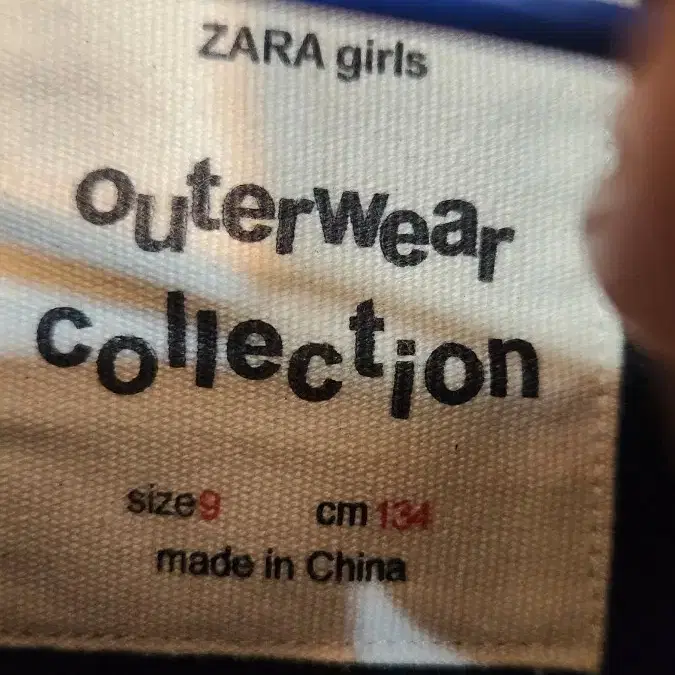 ZARA girls
outerwear
collection
size 9 cm 134
made in China